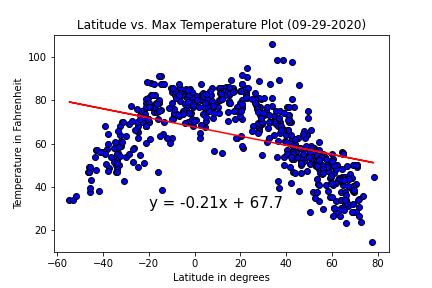 Latitude vs. Max Temperature Plot (09-29-2020)
Temperature in Fahrenheit
100
80
60
40
20
y = -0.21x + 67.7
−60 −40 −20 0 20 40 60 80
Latitude in degrees